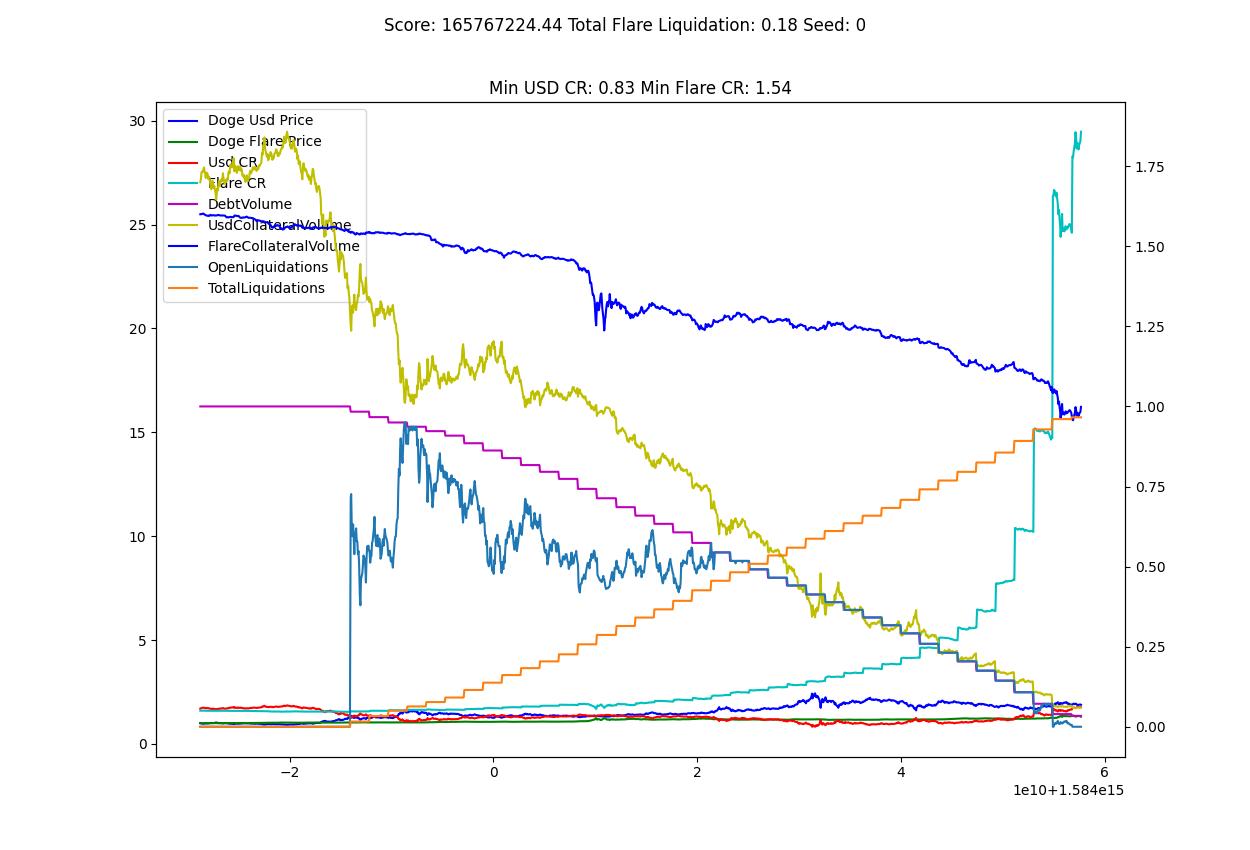 Score: 165767224.44 Total Flare Liquidation: 0.18 Seed: 0
Min USD CR: 0.83 Min Flare CR: 1.54
Doge Usd Price
Doge Flare Price
Usd CR
Flare CR
DebtVolume
UsdCollateralVolume
FlareCollateralVolume
OpenLiquidations
TotalLiquidations
30
25
20
15
10
5
0
1.75
1.50
1.25
1.00
0.75
0.50
0.25
0.00
−2
0
2
4
6
1e10+1.584e15